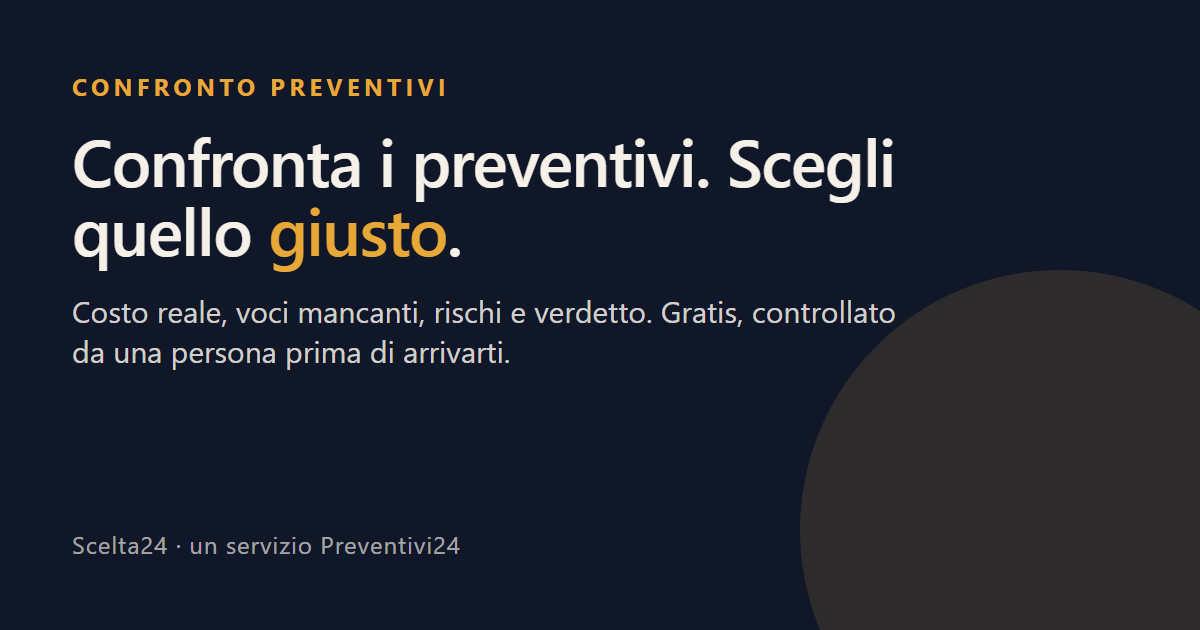 CONFRONTO PREVENTIVI
Confronta i preventivi. Scegli
quello giusto.
Costo reale, voci mancanti, rischi e verdetto. Gratis, controllato
da una persona prima di arrivarti.
Scelta24 · un servizio Preventivi24